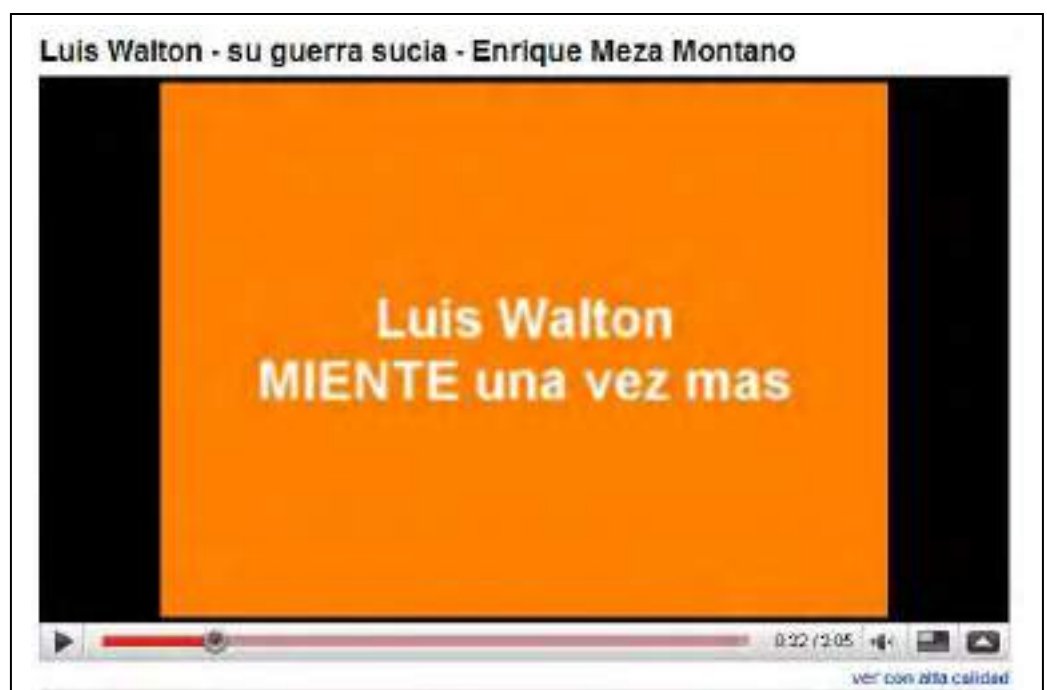 Luis Walton - su guerra sucia - Enrique Meza Montano
Luis Walton
MIENTE una vez mas
0:22 / 2:05
ver con alta calidad